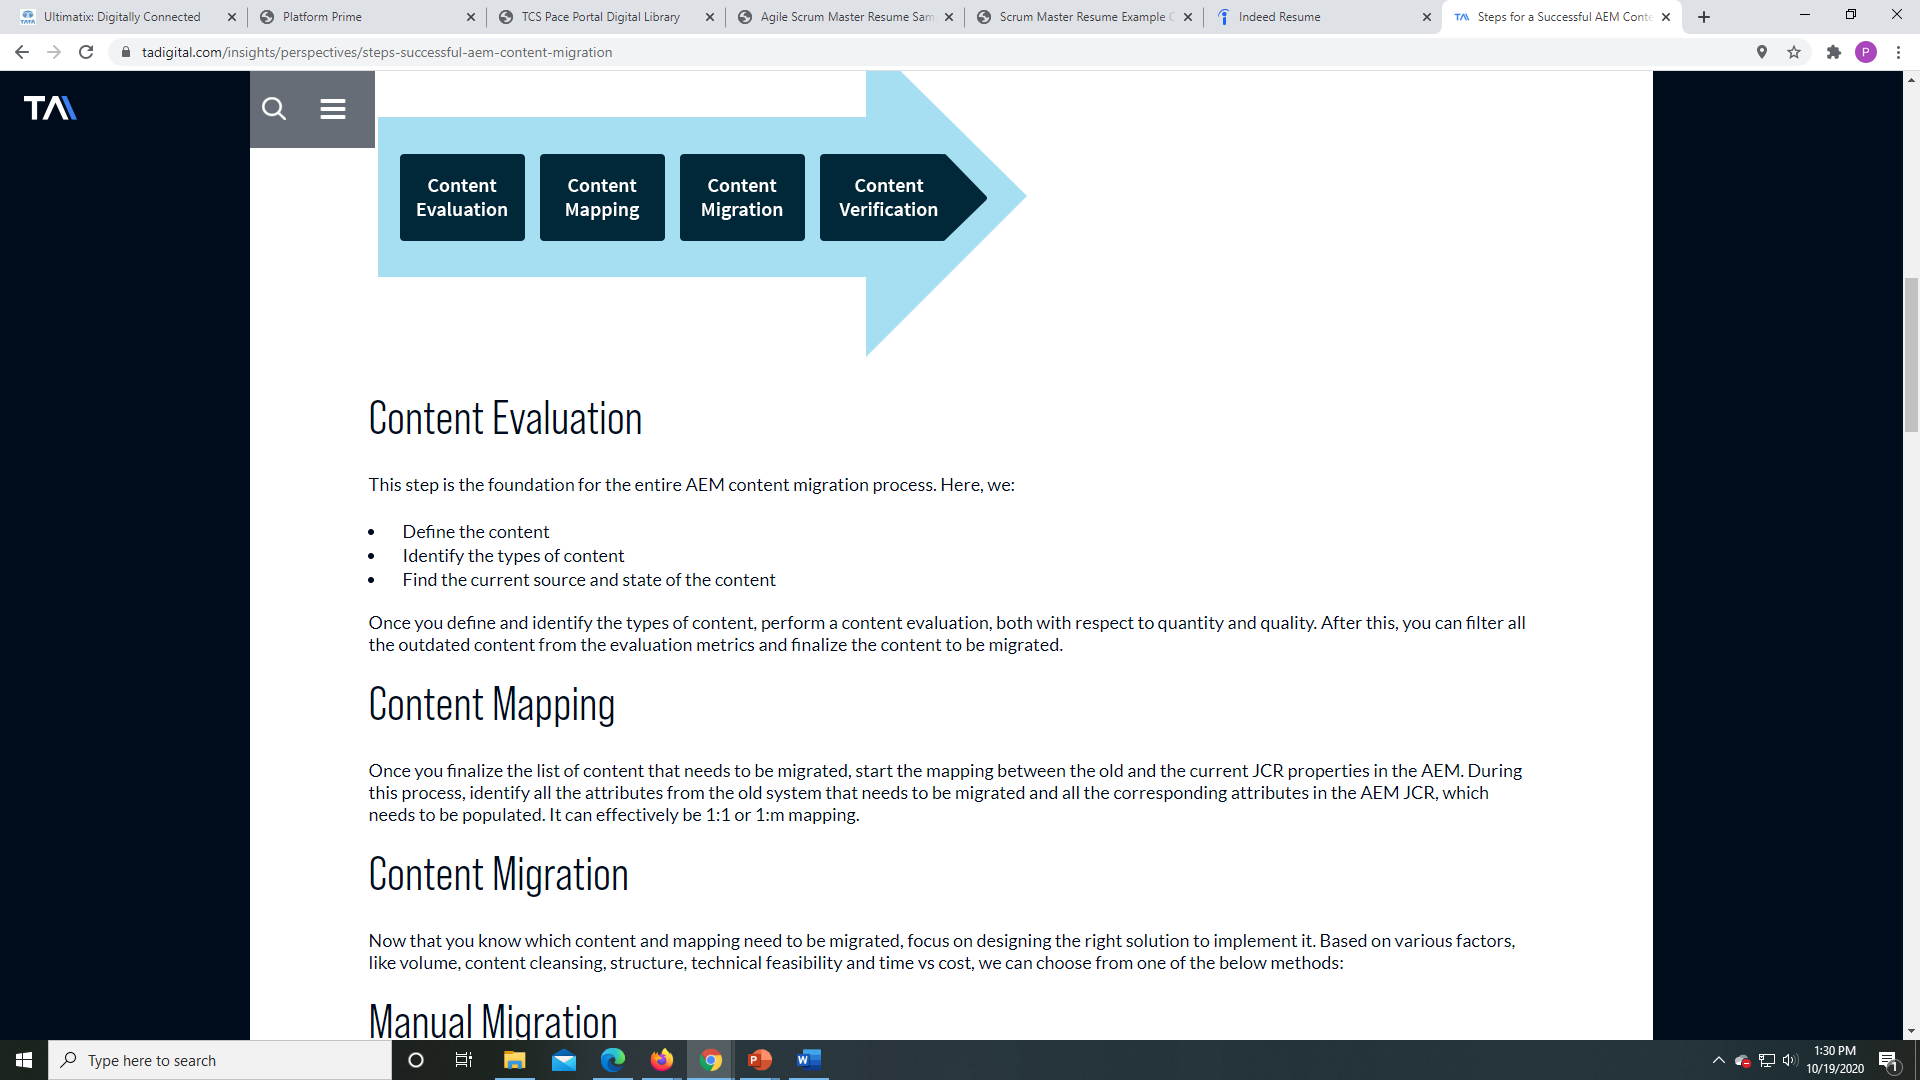 Ultimatix: Digitally Connected
Platform Prime
TCS Pace Portal Digital Library
Agile Scrum Master Resume Sam
Scrum Master Resume Example
Indeed Resume
Steps for a Successful AEM Conte
tadigital.com/insights/perspectives/steps-successful-aem-content-migration
P
TA
Content
Evaluation
Content
Mapping
Content
Migration
Content
Verification
Content Evaluation
This step is the foundation for the entire AEM content migration process. Here, we:
• Define the content
• Identify the types of content
• Find the current source and state of the content
Once you define and identify the types of content, perform a content evaluation, both with respect to quantity and quality. After this, you can filter all
the outdated content from the evaluation metrics and finalize the content to be migrated.
Content Mapping
Once you finalize the list of content that needs to be migrated, start the mapping between the old and the current JCR properties in the AEM. During
this process, identify all the attributes from the old system that needs to be migrated and all the corresponding attributes in the AEM JCR, which
needs to be populated. It can effectively be 1:1 or 1:m mapping.
Content Migration
Now that you know which content and mapping need to be migrated, focus on designing the right solution to implement it. Based on various factors,
like volume, content cleansing, structure, technical feasibility and time vs cost, we can choose from one of the below methods:
Manual Migration
Type here to search
1:30 PM
10/19/2020
1